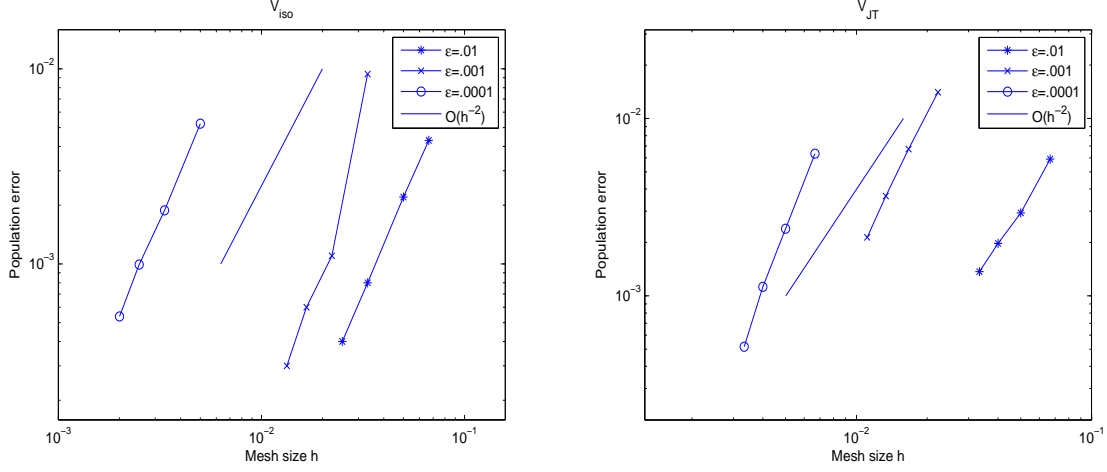 V_iso
10^-2
10^-3
10^-3
10^-2
10^-1
Population error
Mesh size h
ε=.01
ε=.001
ε=.0001
O(h^-2)
V_JT
10^-2
10^-3
10^-2
10^-1
Population error
Mesh size h
ε=.01
ε=.001
ε=.0001
O(h^-2)